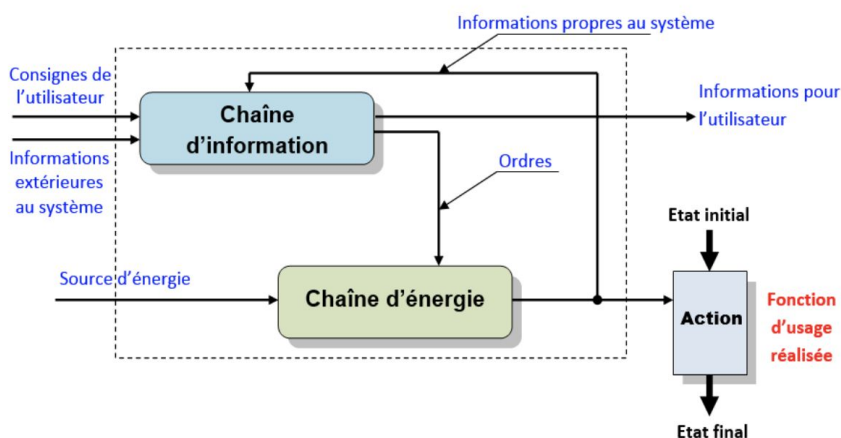 Informations propres au système
Consignes de
l'utilisateur
Chaîne
d'information
Informations pour
l'utilisateur
Informations
extérieures
au système
Ordres
Etat initial
Source d'énergie
Chaîne d'énergie
Action
Fonction
d'usage
réalisée
Etat final